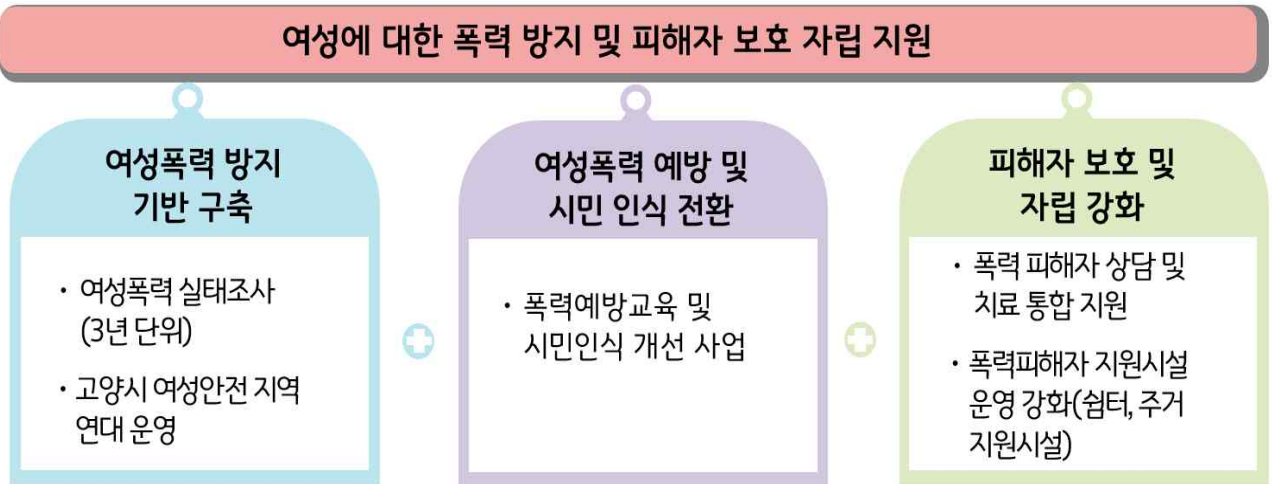 여성에 대한 폭력 방지 및 피해자 보호 자립 지원
여성폭력 방지
기반 구축
· 여성폭력 실태조사
(3년 단위)
· 고양시 여성안전 지역
연대 운영
여성폭력 예방 및
시민 인식 전환
· 폭력예방교육 및
시민인식 개선 사업
피해자 보호 및
자립 강화
· 폭력 피해자 상담 및
치료 통합 지원
· 폭력피해자 지원시설
운영 강화(쉼터, 주거
지원시설)